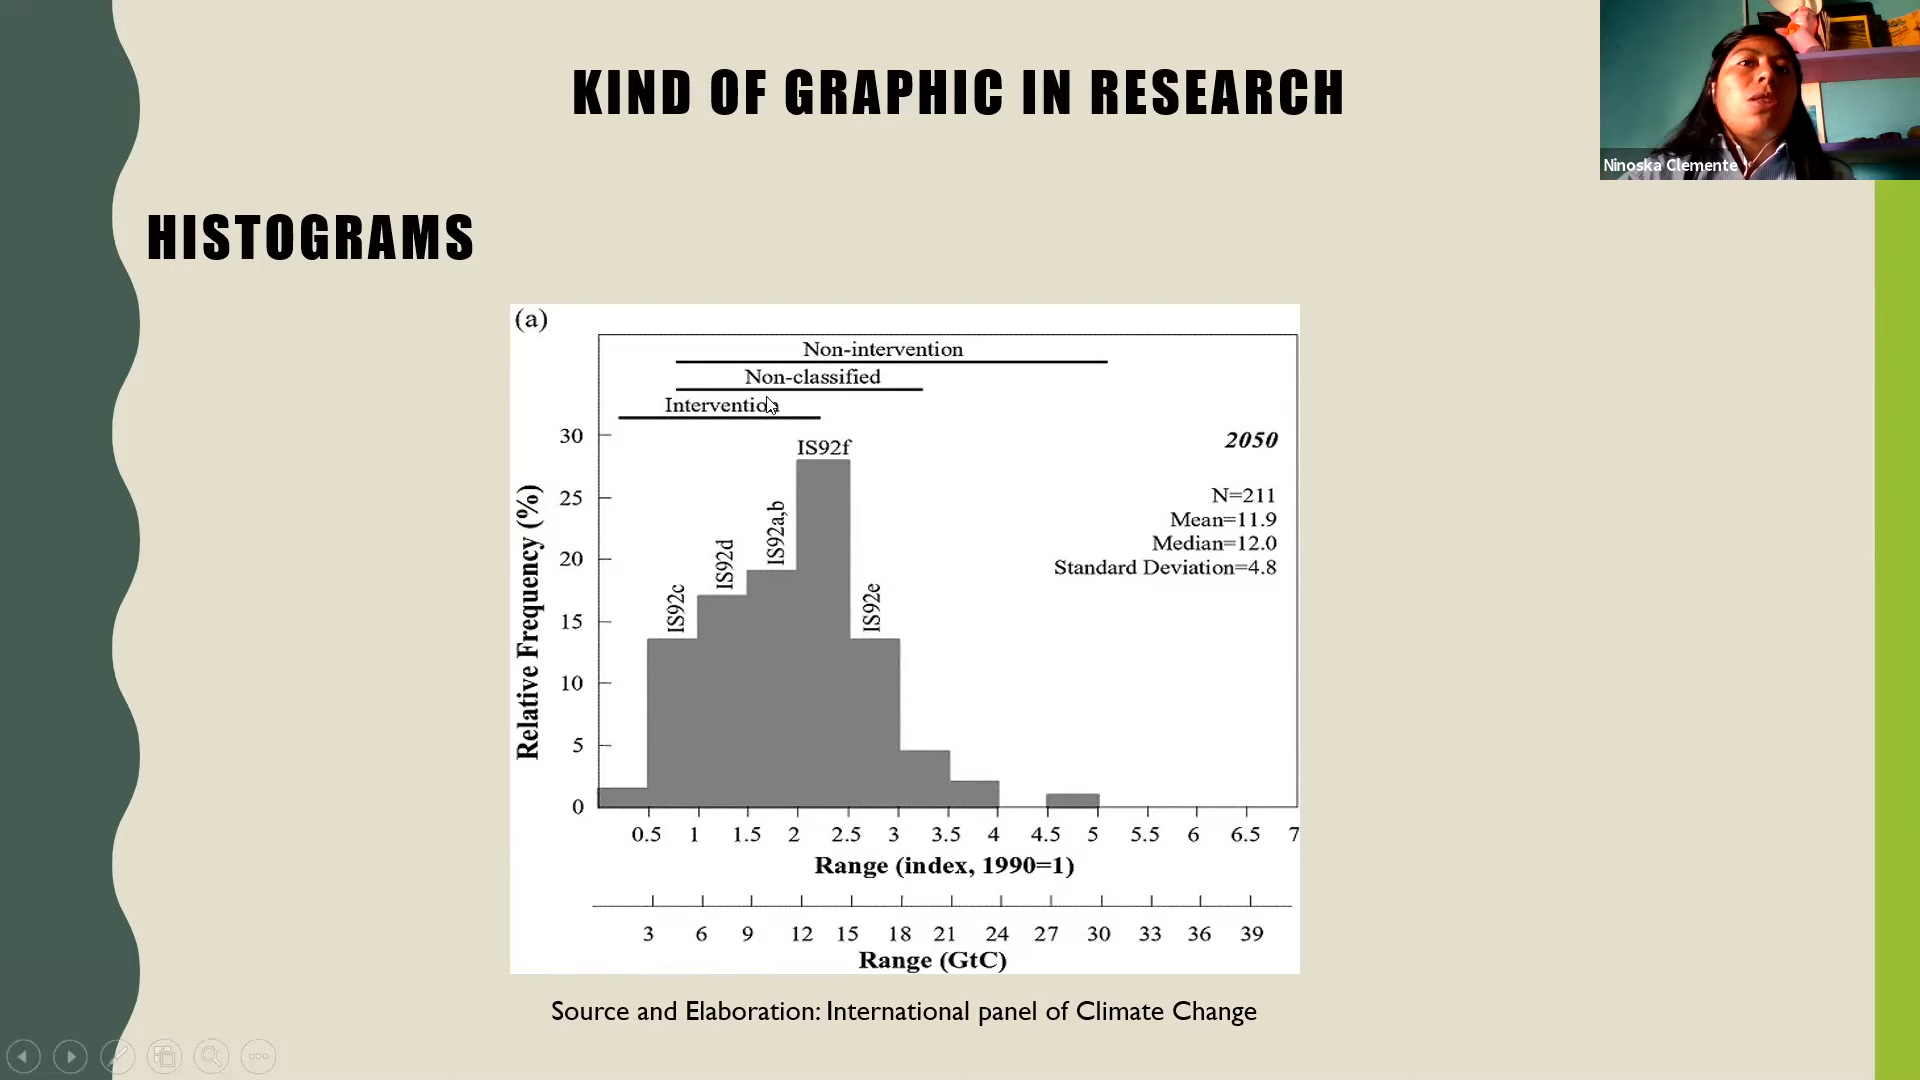 KIND OF GRAPHIC IN RESEARCH
Ninoska Clemente
HISTOGRAMS
(a)
Non-intervention
Non-classified
Intervention
IS92f
2050
N=211
Mean=11.9
Median=12.0
Standard Deviation=4.8
IS92c
IS92d
IS92a,b
IS92e
Relative Frequency (%)
30
25
20
15
10
5
0
0.5 1 1.5 2 2.5 3 3.5 4 4.5 5 5.5 6 6.5 7
Range (index, 1990=1)
3 6 9 12 15 18 21 24 27 30 33 36 39
Range (GtC)
Source and Elaboration: International panel of Climate Change